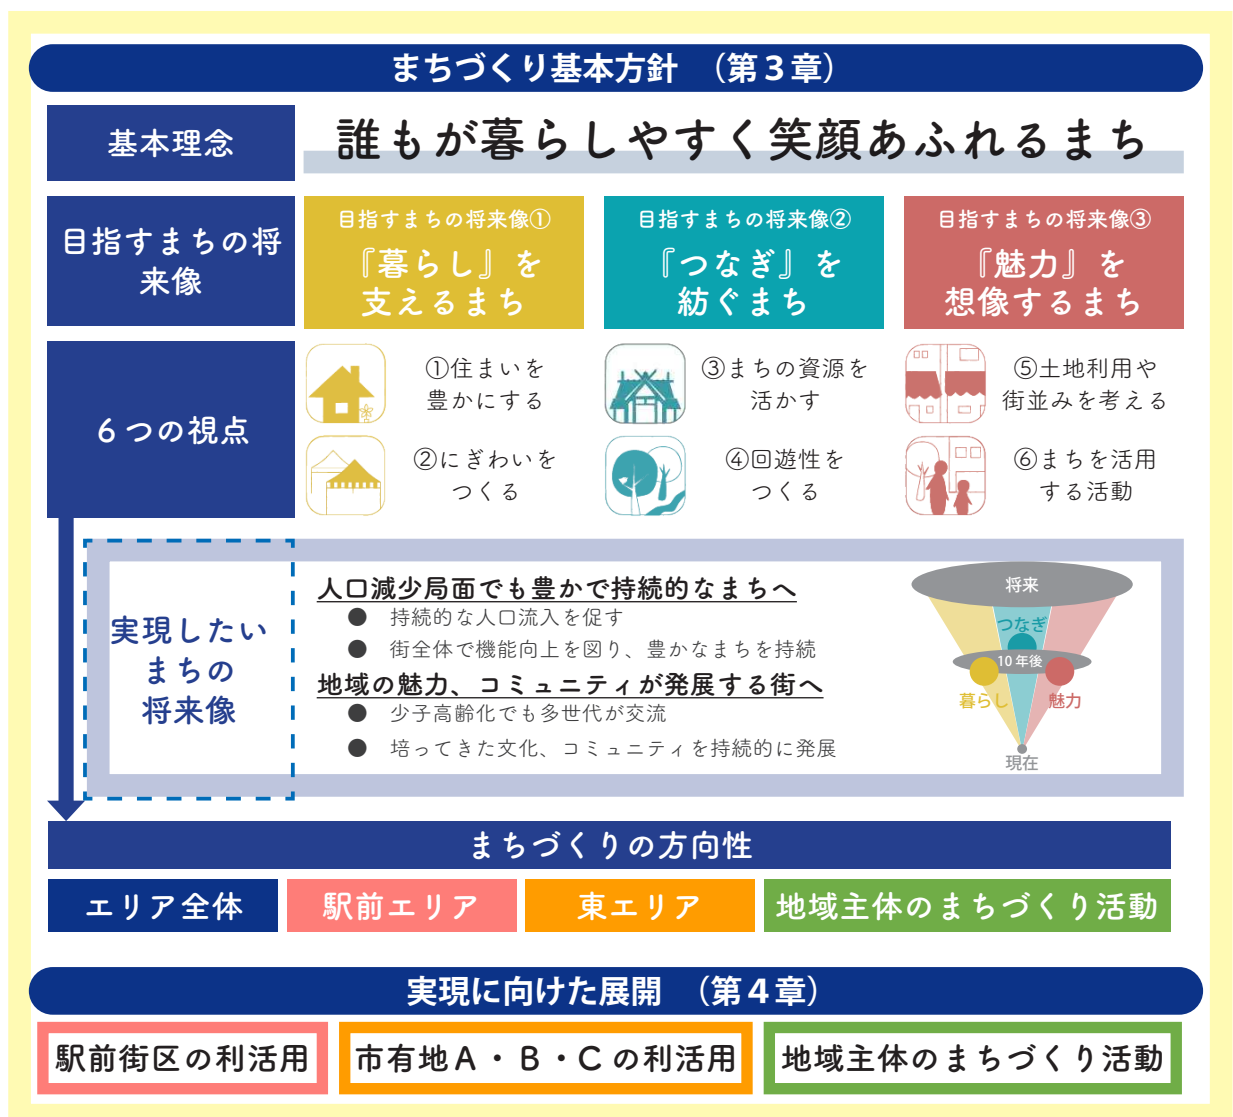 まちづくり基本方針　（第３章）
基本理念
誰もが暮らしやすく笑顔あふれるまち
目指すまちの将
来像
目指すまちの将来像①
『暮らし』を
支えるまち
目指すまちの将来像②
『つなぎ』を
紡ぐまち
目指すまちの将来像③
『魅力』を
想像するまち
6つの視点
①住まいを
豊かにする
②にぎわいを
つくる
③まちの資源を
活かす
④回遊性を
つくる
⑤土地利用や
街並みを考える
⑥まちを活用
する活動
実現したい
まちの
将来像
人口減少局面でも豊かで持続的なまちへ
● 持続的な人口流入を促す
● 街全体で機能向上を図り、豊かなまちを持続
地域の魅力、コミュニティが発展する街へ
● 少子高齢化でも多世代が交流
● 培ってきた文化、コミュニティを持続的に発展
将来
つなぎ
10年後
暮らし
魅力
現在
まちづくりの方向性
エリア全体
駅前エリア
東エリア
地域主体のまちづくり活動
実現に向けた展開　（第４章）
駅前街区の利活用
市有地Ａ・Ｂ・Ｃの利活用
地域主体のまちづくり活動